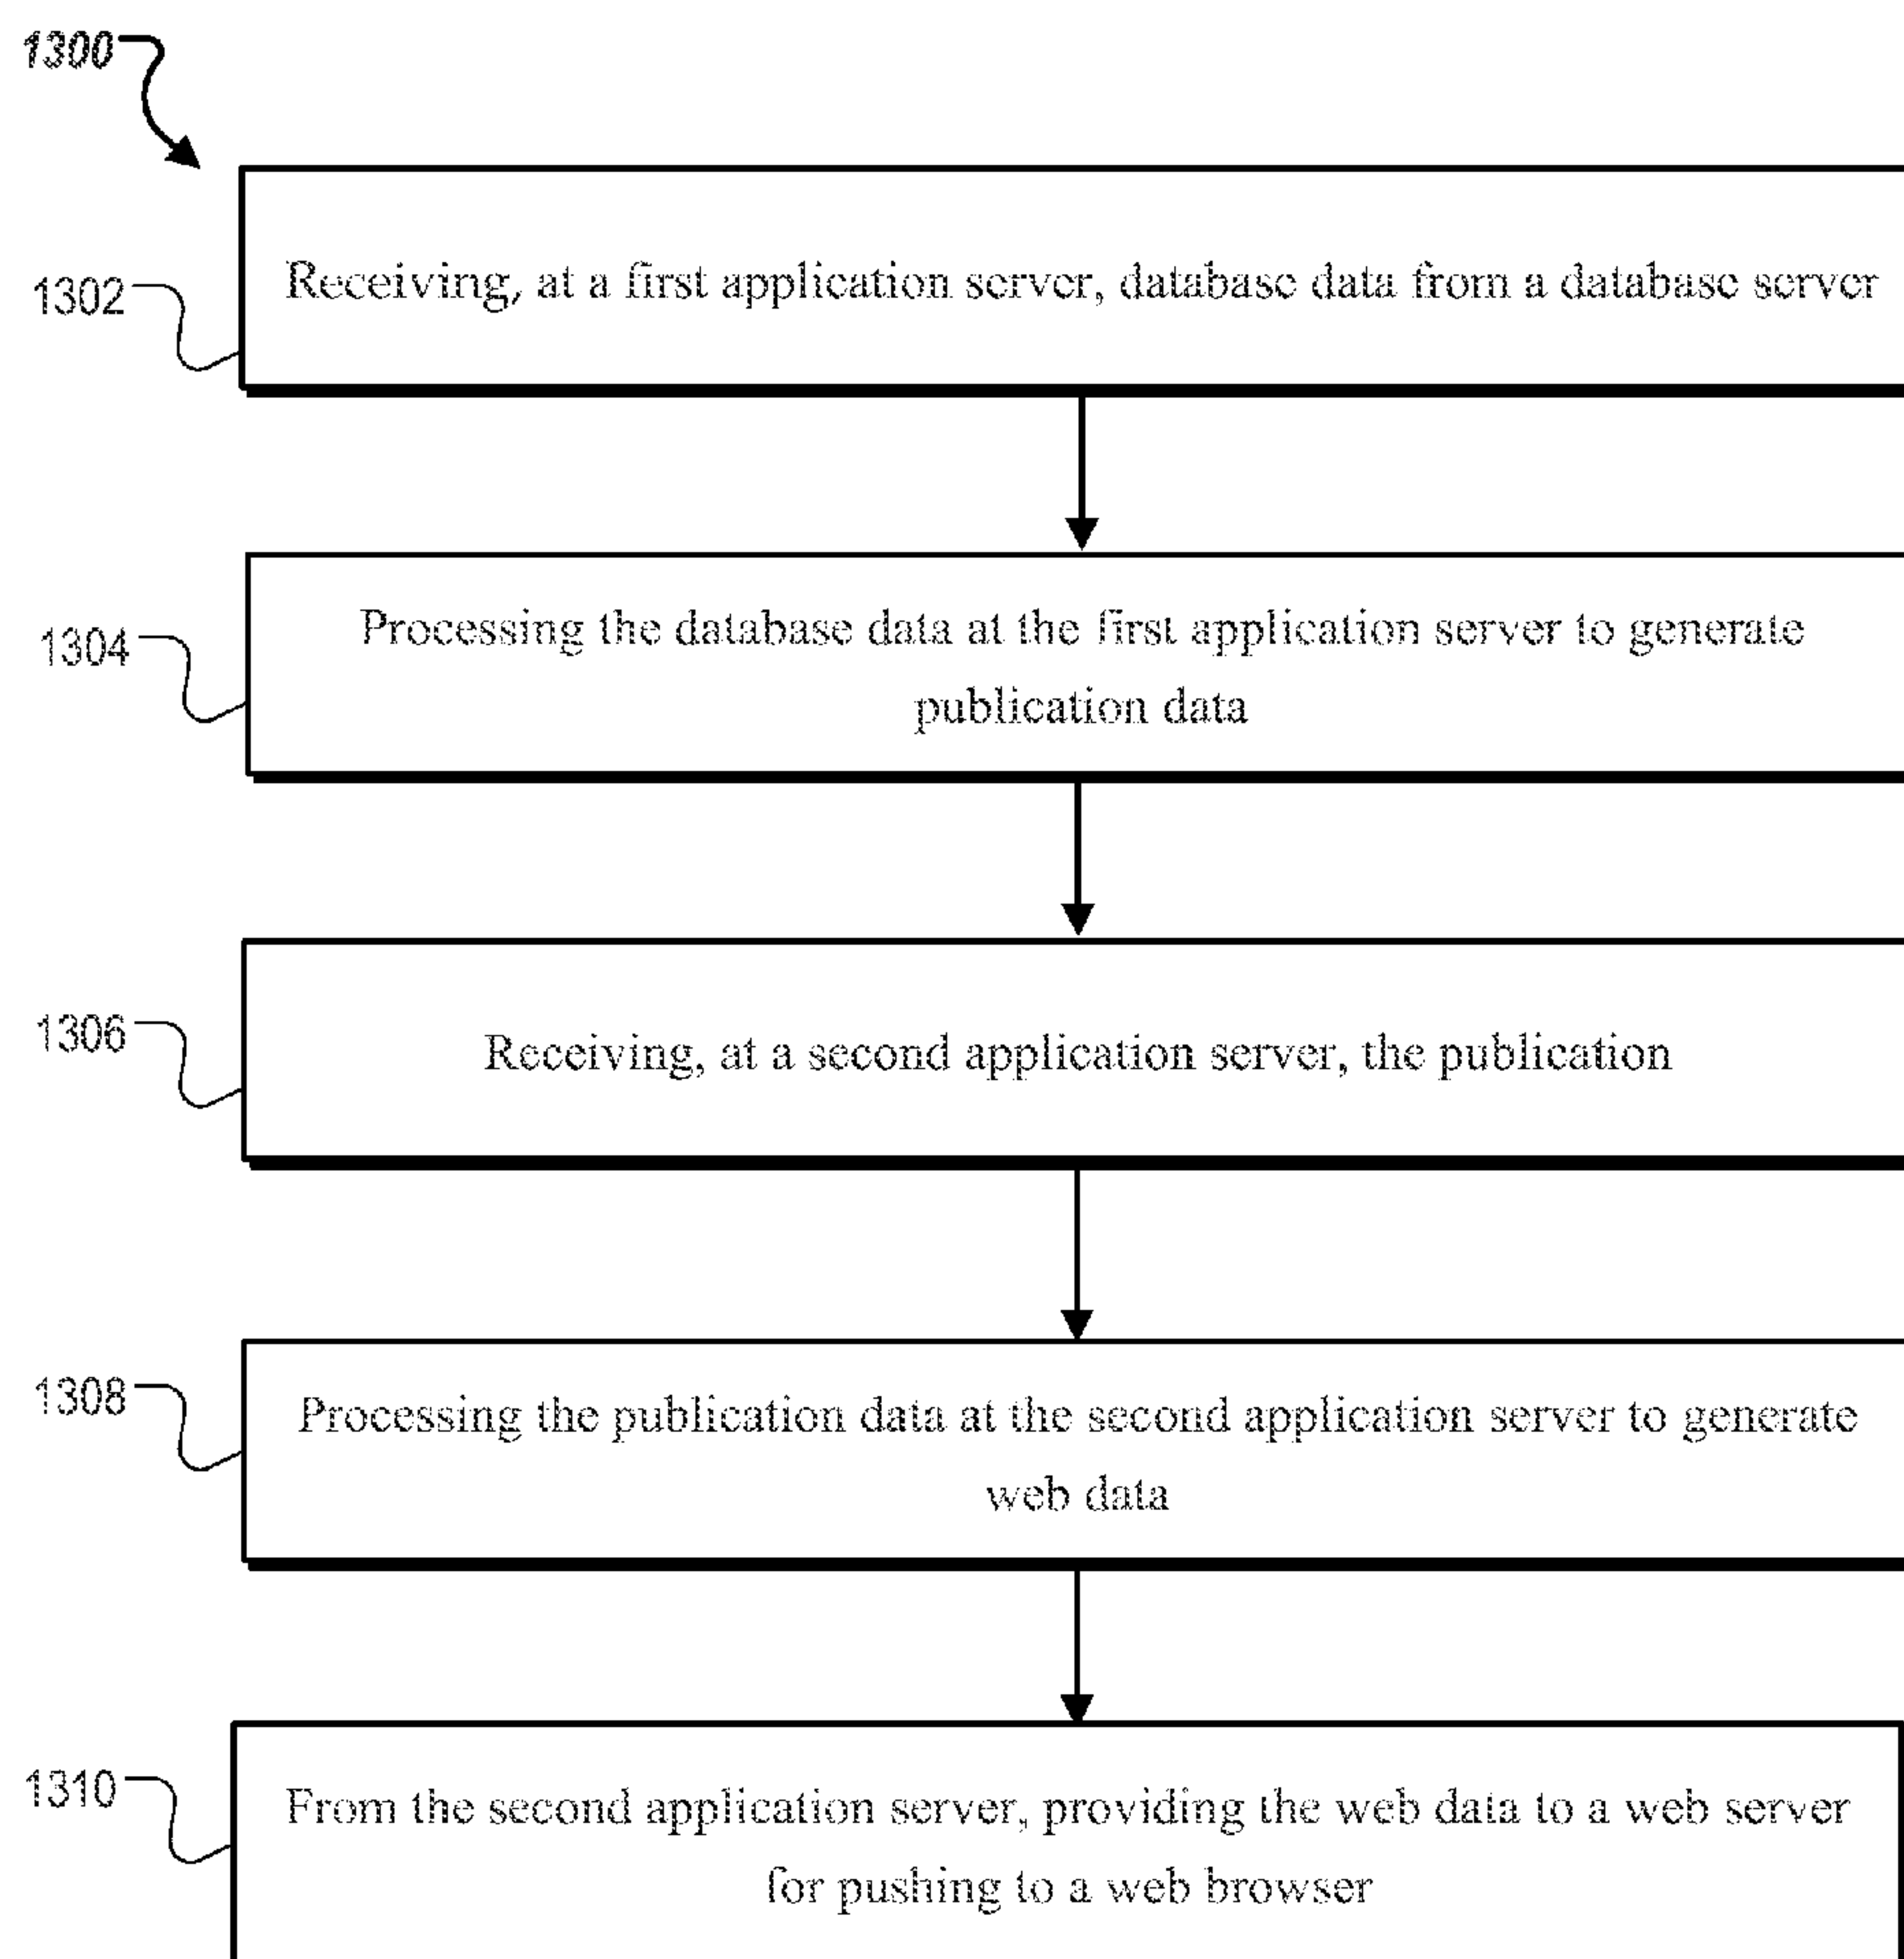 1300
1302
Receiving, at a first application server, database data from a database server
1304
Processing the database data at the first application server to generate
publication data
1306
Receiving, at a second application server, the publication
1308
Processing the publication data at the second application server to generate
web data
1310
From the second application server, providing the web data to a web server
for pushing to a web browser